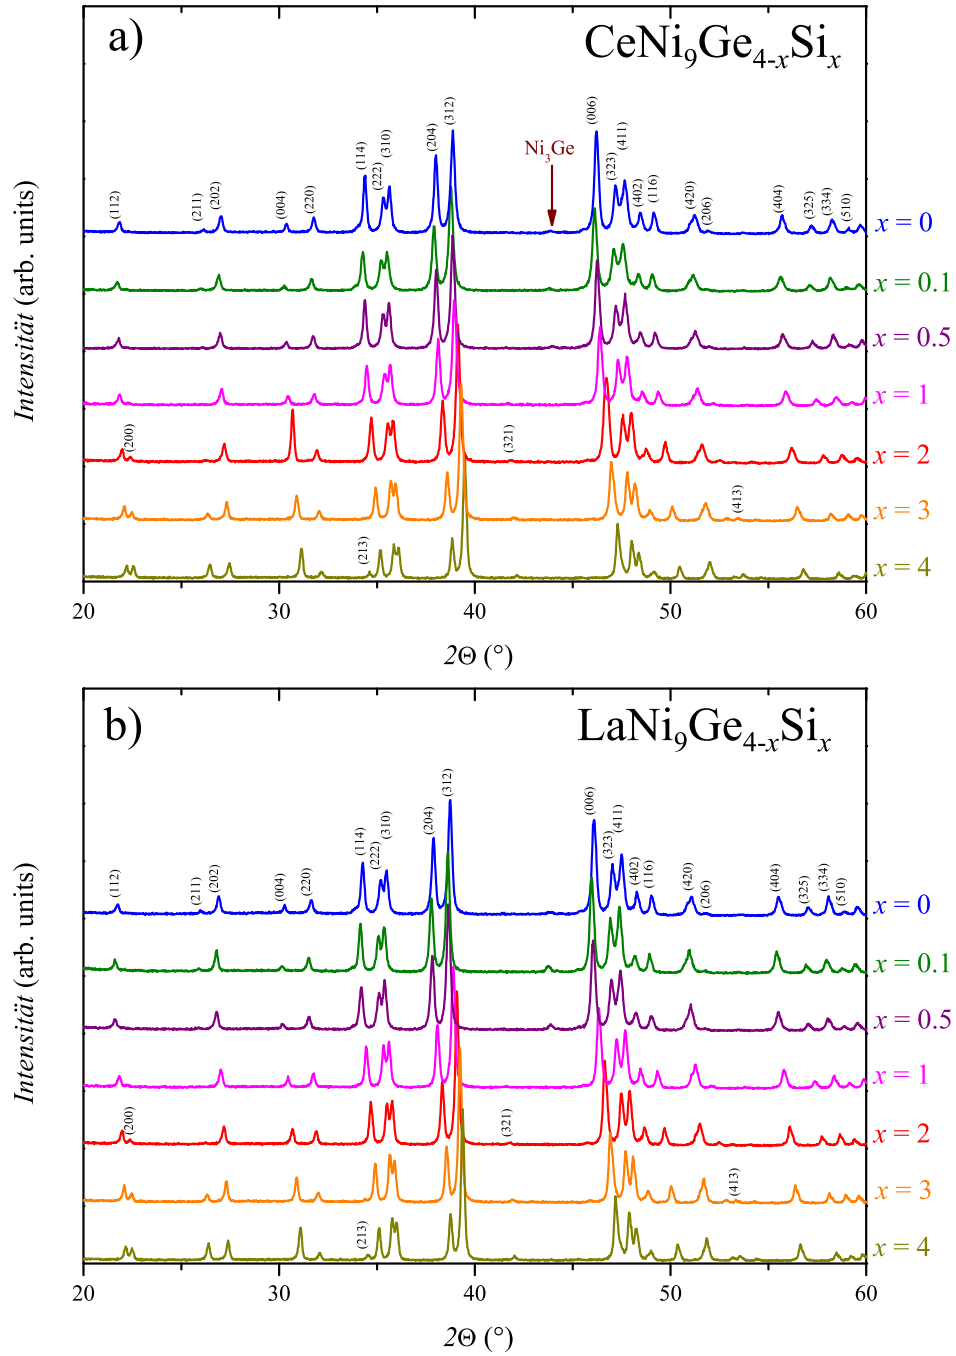 a)
CeNi9Ge4-xSix
(112)
(211)
(202)
(004)
(220)
(114)
(222)
(310)
(204)
(312)
Ni3Ge
(006)
(323)
(411)
(402)
(116)
(420)
(206)
(404)
(325)
(334)
(510)
x = 0
x = 0.1
x = 0.5
x = 1
(200)
(321)
x = 2
(413)
x = 3
(213)
x = 4
Intensität (arb. units)
20 30 40 50 60
2Θ (°)
b)
LaNi9Ge4-xSix
(112)
(211)
(202)
(004)
(220)
(114)
(222)
(310)
(204)
(312)
(006)
(323)
(411)
(402)
(116)
(420)
(206)
(404)
(325)
(334)
(510)
x = 0
x = 0.1
x = 0.5
x = 1
(200)
(321)
x = 2
(413)
x = 3
(213)
x = 4
Intensität (arb. units)
20 30 40 50 60
2Θ (°)